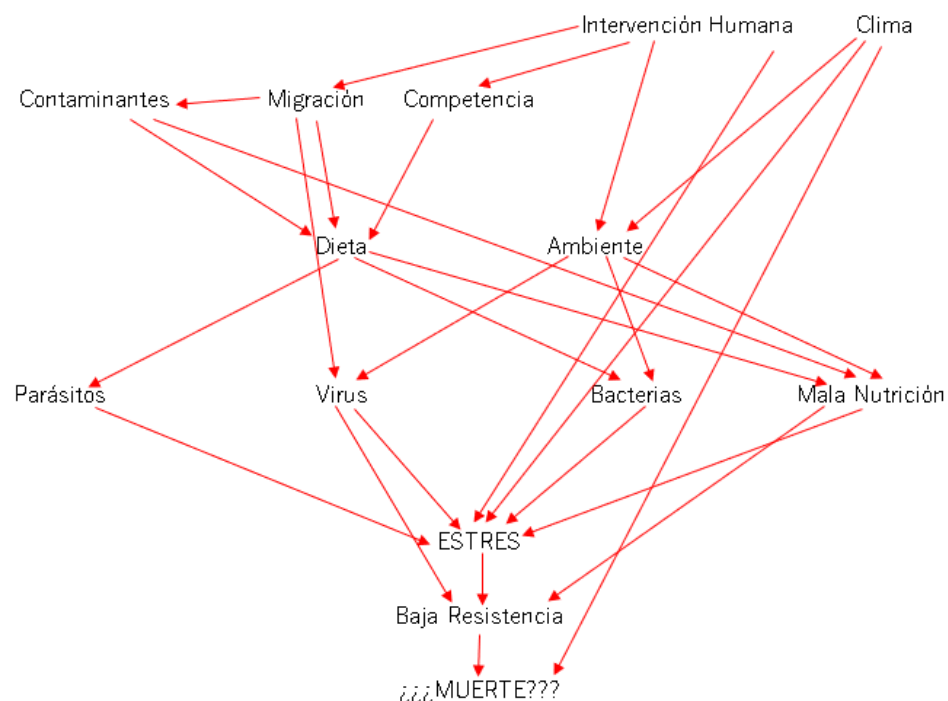 Intervención Humana
Clima
Contaminantes
Migración
Competencia
Dieta
Ambiente
Parásitos
Virus
Bacterias
Mala Nutrición
ESTRES
Baja Resistencia
¿¿¿MUERTE???